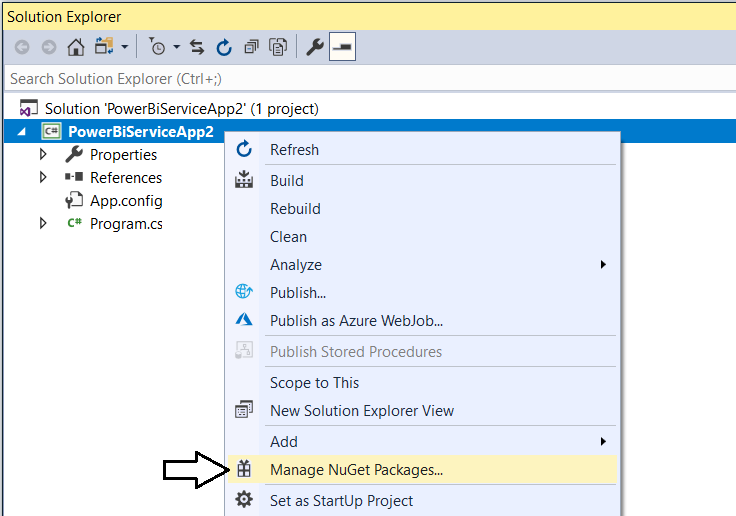 Solution Explorer
Search Solution Explorer (Ctrl+;)
Solution 'PowerBiServiceApp2' (1 project)
C# PowerBiServiceApp2
Properties
References
App.config
C# Program.cs
Refresh
Build
Rebuild
Clean
Analyze
Publish...
Publish as Azure WebJob...
Publish Stored Procedures
Scope to This
New Solution Explorer View
Add
Manage NuGet Packages...
Set as StartUp Project